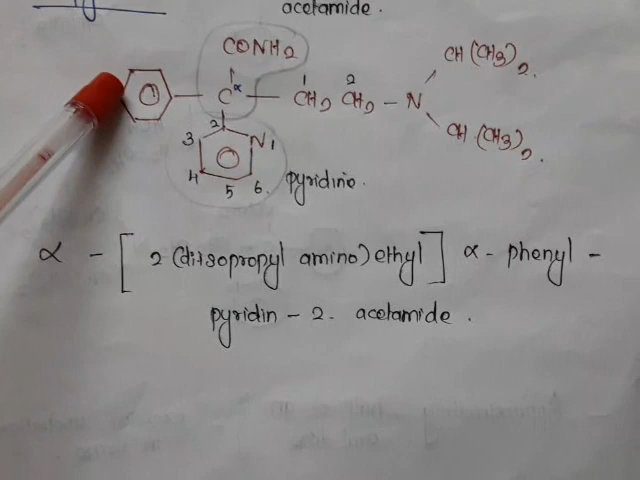 acetamide.
CONH2
CH(CH3)2.
C α — 1 CH2 2 CH2 – N
CH(CH3)2.
2
3 N 1
4 5 6. pyridine.
α – [ 2 (diisopropyl amino) ethyl ] α - phenyl -
pyridin – 2 - acetamide.